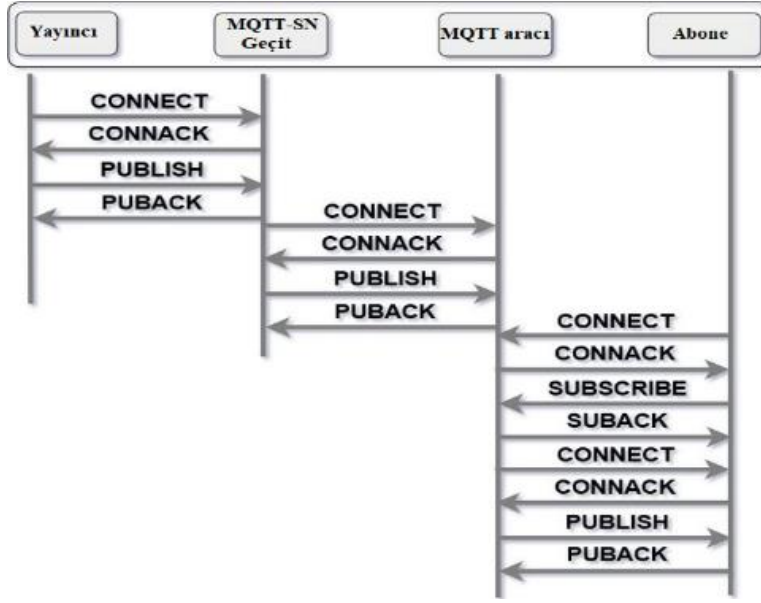 Yayıncı
MQTT-SN
Geçit
MQTT aracı
Abone
CONNECT
CONNACK
PUBLISH
PUBACK
CONNECT
CONNACK
PUBLISH
PUBACK
CONNECT
CONNACK
SUBSCRIBE
SUBACK
CONNECT
CONNACK
PUBLISH
PUBACK